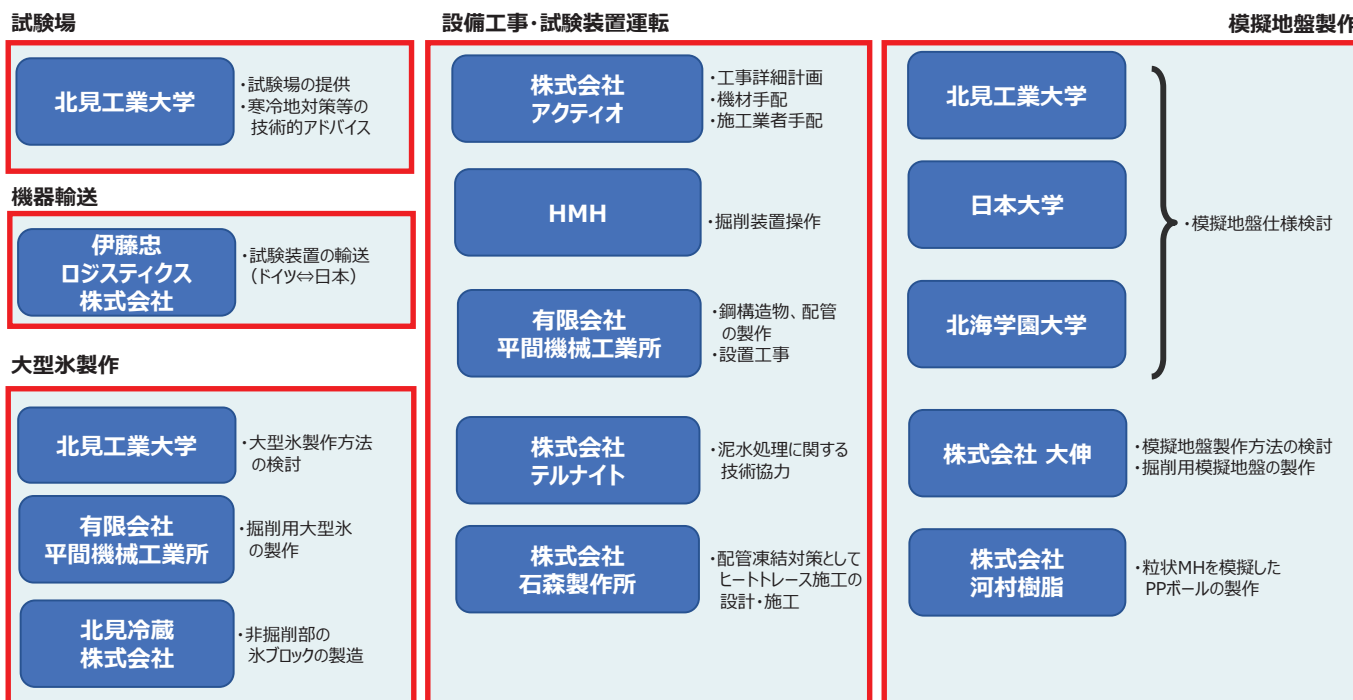 試験場
北見工業大学
・試験場の提供
・寒冷地対策等の
技術的アドバイス
機器輸送
伊藤忠
ロジスティクス
株式会社
・試験装置の輸送
（ドイツ⇔日本）
大型氷製作
北見工業大学
・大型氷製作方法
の検討
有限会社
平間機械工業所
・掘削用大型氷
の製作
北見冷蔵
株式会社
・非掘削部の
氷ブロックの製造
設備工事・試験装置運転
株式会社
アクティオ
・工事詳細計画
・機材手配
・施工業者手配
HMH
・掘削装置操作
有限会社
平間機械工業所
・鋼構造物、配管
の製作
・設置工事
株式会社
テルナイト
・泥水処理に関する
技術協力
株式会社
石森製作所
・配管凍結対策として
ヒートトレース施工の
設計・施工
模擬地盤製作
北見工業大学
日本大学
北海学園大学
・模擬地盤仕様検討
株式会社 大伸
・模擬地盤製作方法の検討
・掘削用模擬地盤の製作
株式会社
河村樹脂
・粒状MHを模擬した
PPボールの製作